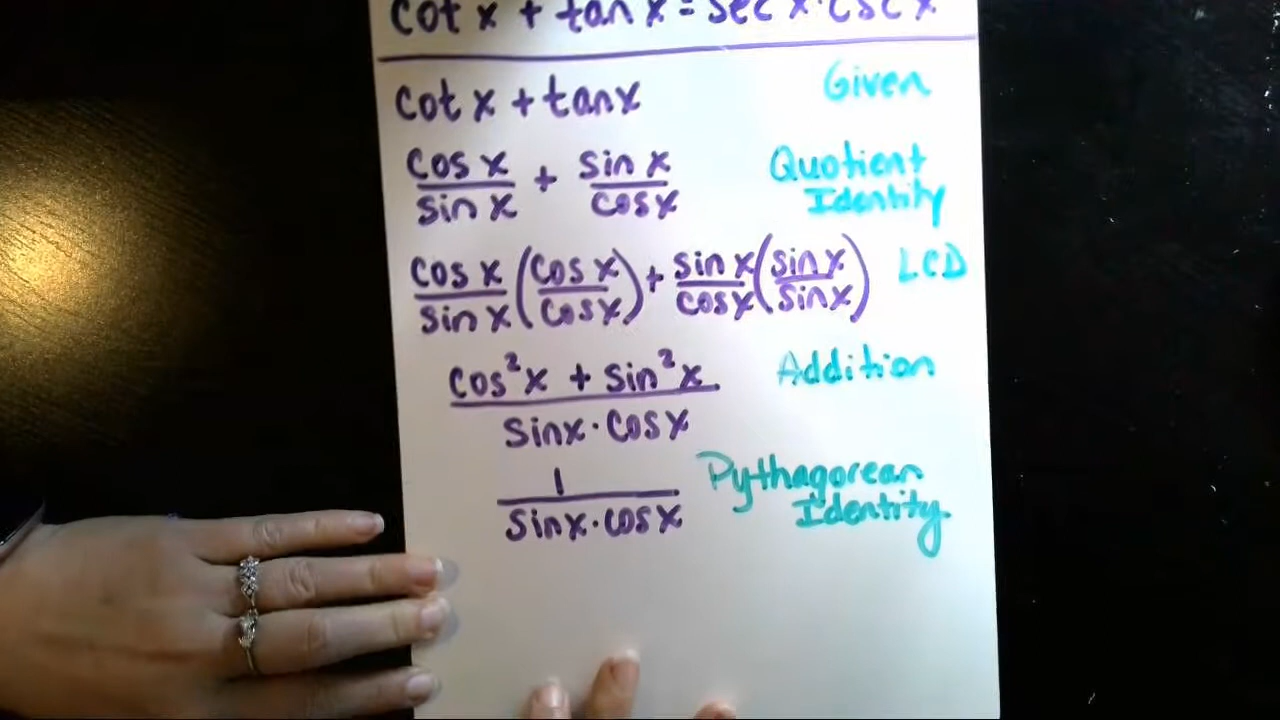 cot x + tan x = sec x · csc x
cot x + tan x Given
cos x / sin x + sin x / cos x Quotient
Identity
cos x / sin x (cos x / cos x) + sin x / cos x (sin x / sin x) LCD
cos²x + sin²x / sin x · cos x Addition
1 / sin x · cos x Pythagorean
Identity